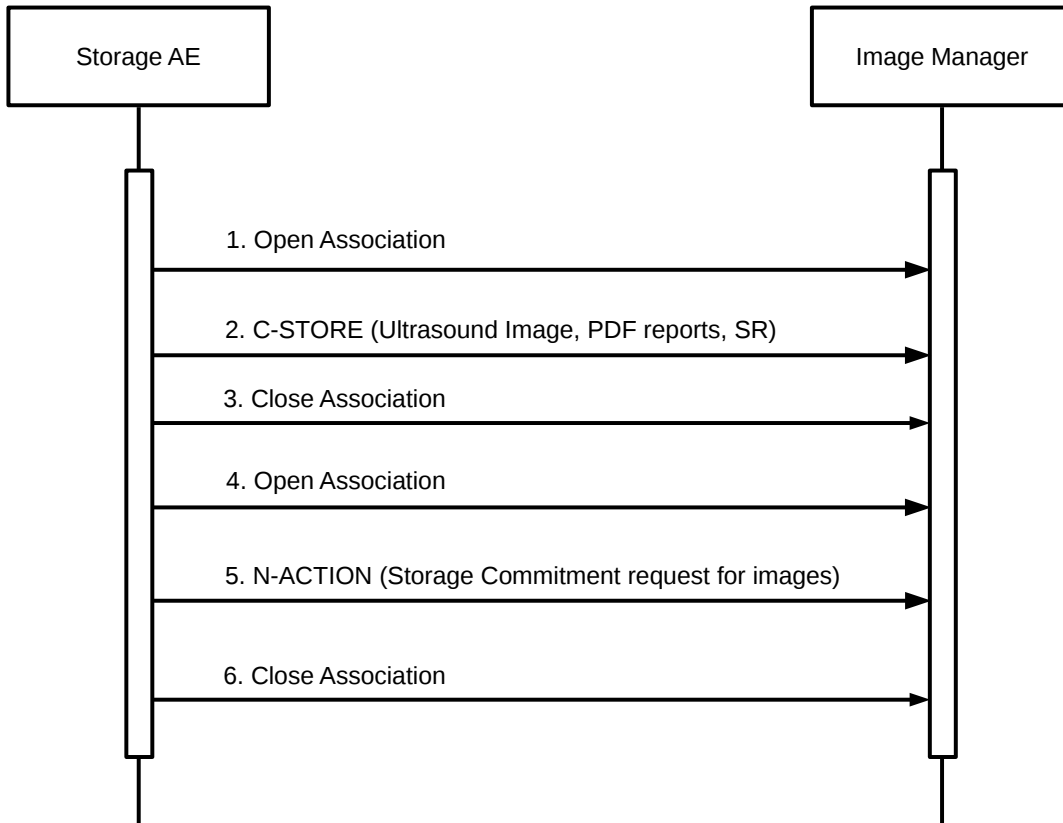 Storage AE
Image Manager
1. Open Association
2. C-STORE (Ultrasound Image, PDF reports, SR)
3. Close Association
4. Open Association
5. N-ACTION (Storage Commitment request for images)
6. Close Association